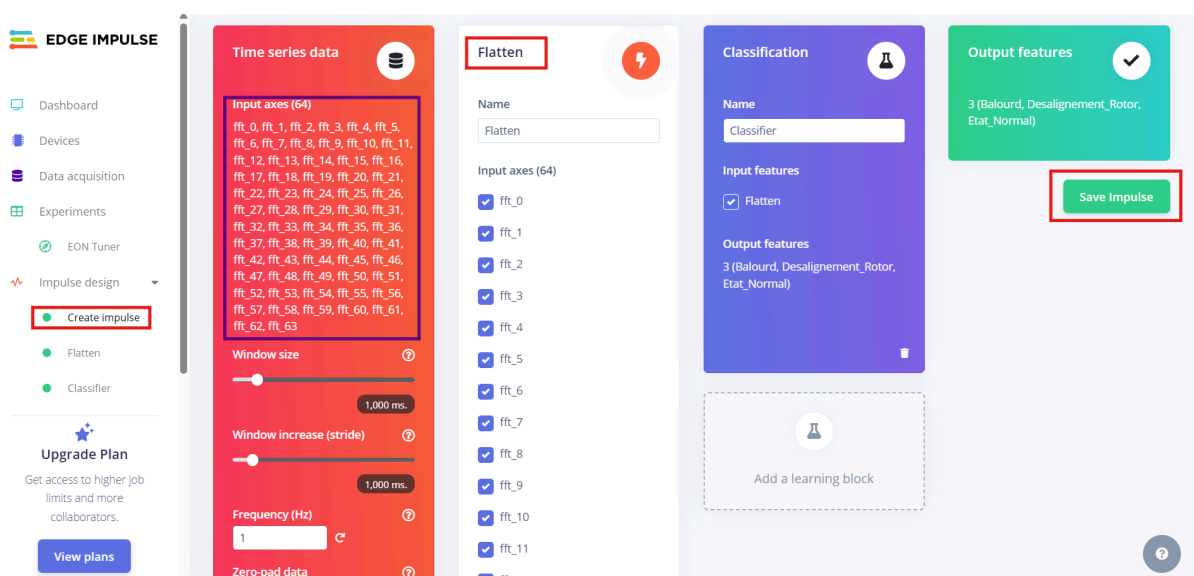 EDGE IMPULSE
Dashboard
Devices
Data acquisition
Experiments
EON Tuner
Impulse design
Create impulse
Flatten
Classifier
Upgrade Plan
Get access to higher job
limits and more
collaborators.
View plans
Time series data
Input axes (64)
fft_0, fft_1, fft_2, fft_3, fft_4, fft_5,
fft_6, fft_7, fft_8, fft_9, fft_10, fft_11,
fft_12, fft_13, fft_14, fft_15, fft_16,
fft_17, fft_18, fft_19, fft_20, fft_21,
fft_22, fft_23, fft_24, fft_25, fft_26,
fft_27, fft_28, fft_29, fft_30, fft_31,
fft_32, fft_33, fft_34, fft_35, fft_36,
fft_37, fft_38, fft_39, fft_40, fft_41,
fft_42, fft_43, fft_44, fft_45, fft_46,
fft_47, fft_48, fft_49, fft_50, fft_51,
fft_52, fft_53, fft_54, fft_55, fft_56,
fft_57, fft_58, fft_59, fft_60, fft_61,
fft_62, fft_63
Window size
1,000 ms.
Window increase (stride)
1,000 ms.
Frequency (Hz)
1
Zero-pad data
Flatten
Name
Flatten
Input axes (64)
fft_0
fft_1
fft_2
fft_3
fft_4
fft_5
fft_6
fft_7
fft_8
fft_9
fft_10
fft_11
Classification
Name
Classifier
Input features
Flatten
Output features
3 (Balourd, Desalignement_Rotor,
Etat_Normal)
Add a learning block
Output features
3 (Balourd, Desalignement_Rotor,
Etat_Normal)
Save Impulse